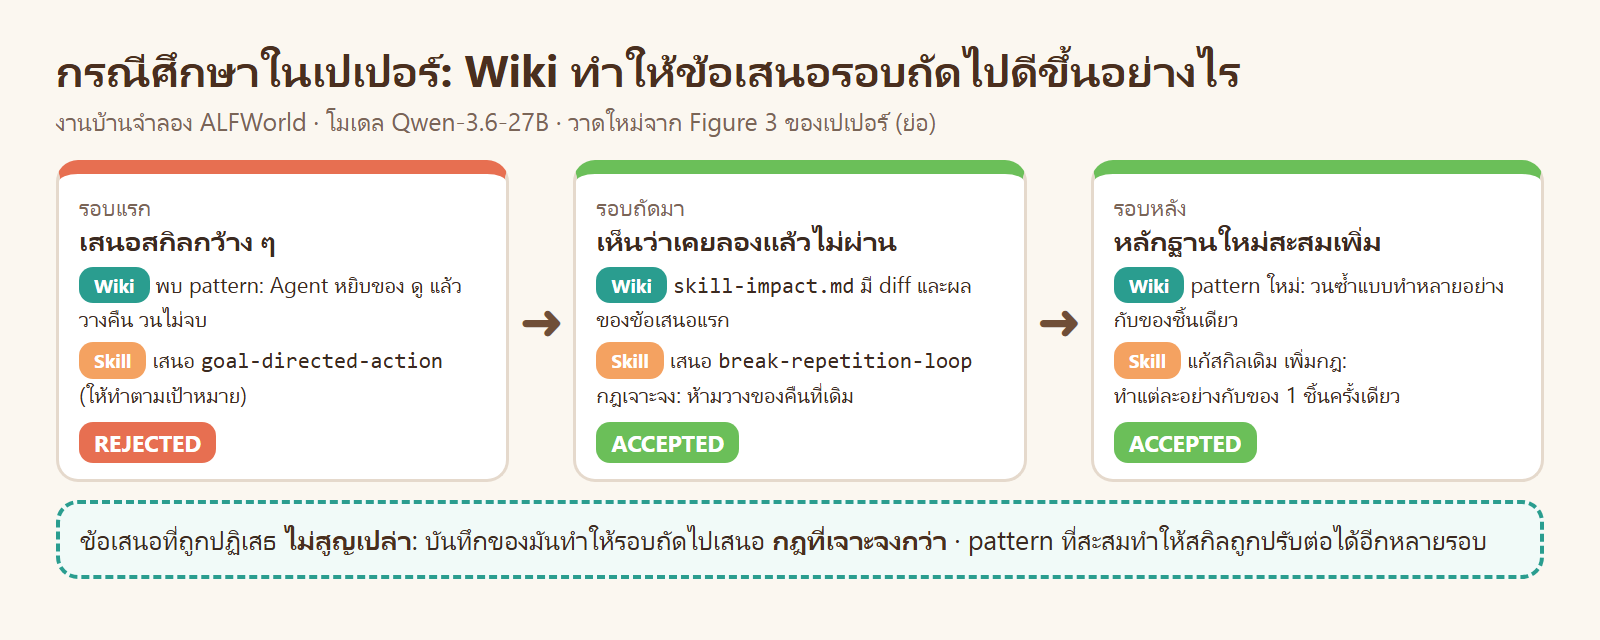 กรณีศึกษาในเปเปอร์: Wiki ทำให้ข้อเสนอรอบถัดไปดีขึ้นอย่างไร
งานบ้านจำลอง ALFWorld · โมเดล Qwen-3.6-27B · วาดใหม่จาก Figure 3 ของเปเปอร์ (ย่อ)
รอบแรก
เสนอสกิลกว้าง ๆ
Wiki พบ pattern: Agent หยิบของ ดู แล้ว
วางคืน วนไม่จบ
Skill เสนอ goal-directed-action
(ให้ทำตามเป้าหมาย)
REJECTED
➜
รอบถัดมา
เห็นว่าเคยลองแล้วไม่ผ่าน
Wiki skill-impact.md มี diff และผล
ของข้อเสนอแรก
Skill เสนอ break-repetition-loop
กฎเจาะจง: ห้ามวางของคืนที่เดิม
ACCEPTED
➜
รอบหลัง
หลักฐานใหม่สะสมเพิ่ม
Wiki pattern ใหม่: วนซ้ำแบบทำหลายอย่าง
กับของชิ้นเดียว
Skill แก้สกิลเดิม เพิ่มกฎ:
ทำแต่ละอย่างกับของ 1 ชิ้นครั้งเดียว
ACCEPTED
ข้อเสนอที่ถูกปฏิเสธ ไม่สูญเปล่า: บันทึกของมันทำให้รอบถัดไปเสนอ กฎที่เจาะจงกว่า · pattern ที่สะสมทำให้สกิลถูกปรับต่อได้อีกหลายรอบ